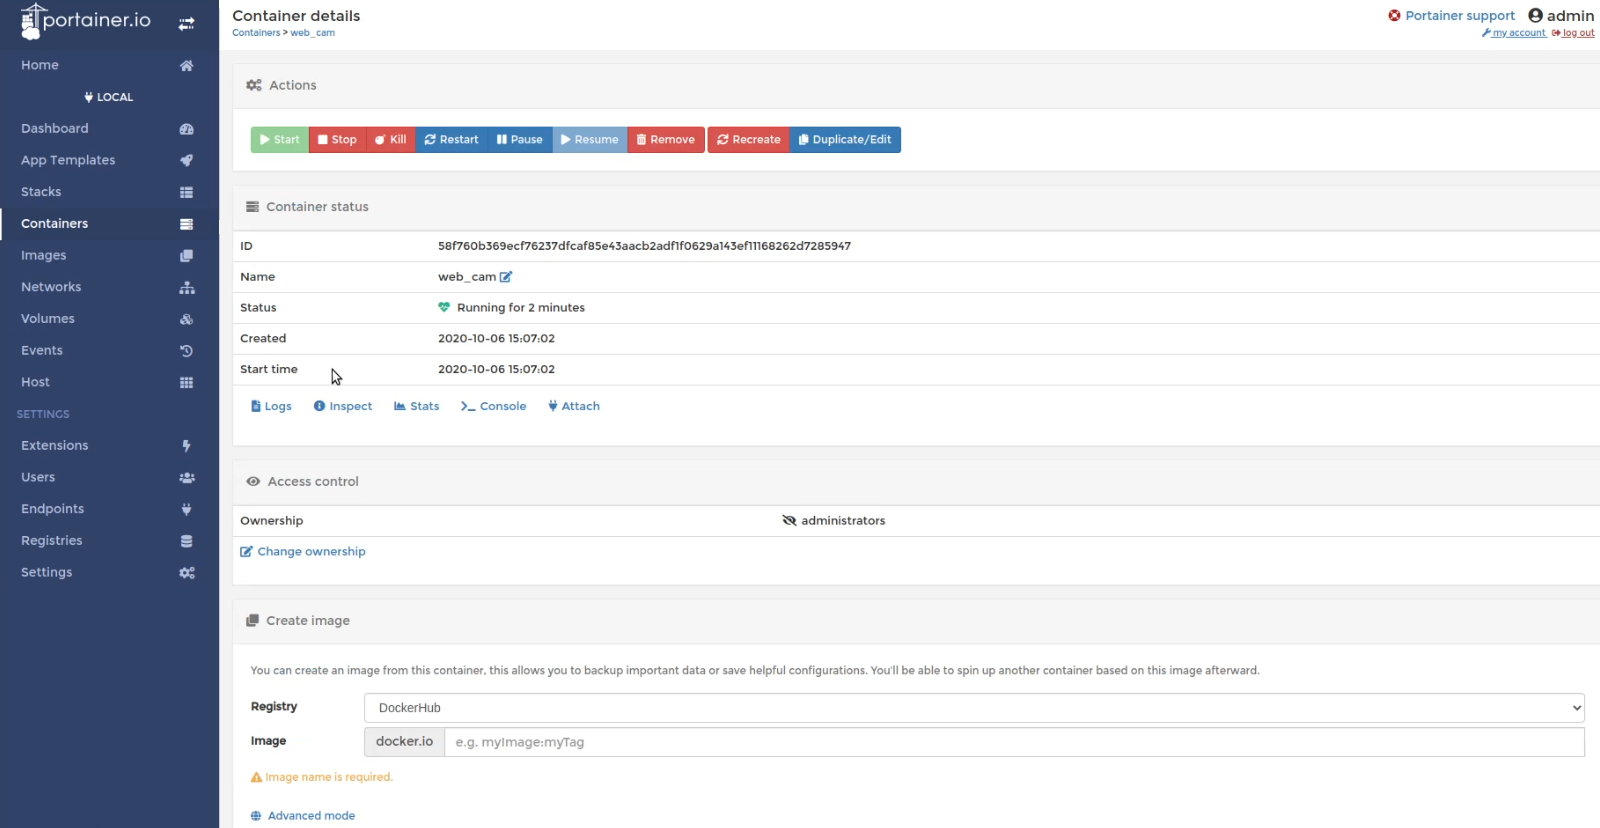 portainer.io
Home
LOCAL
Dashboard
App Templates
Stacks
Containers
Images
Networks
Volumes
Events
Host
SETTINGS
Extensions
Users
Endpoints
Registries
Settings
Container details
Containers > web_cam
Portainer support admin
my account log out
Actions
Start Stop Kill Restart Pause Resume Remove Recreate Duplicate/Edit
Container status
ID 58f760b369ecf76237dfcaf85e43aacb2adf1f0629a143ef11168262d7285947
Name web_cam
Status Running for 2 minutes
Created 2020-10-06 15:07:02
Start time 2020-10-06 15:07:02
Logs Inspect Stats >_ Console Attach
Access control
Ownership administrators
Change ownership
Create image
You can create an image from this container, this allows you to backup important data or save helpful configurations. You'll be able to spin up another container based on this image afterward.
Registry DockerHub
Image docker.io e.g. myImage:myTag
Image name is required.
Advanced mode